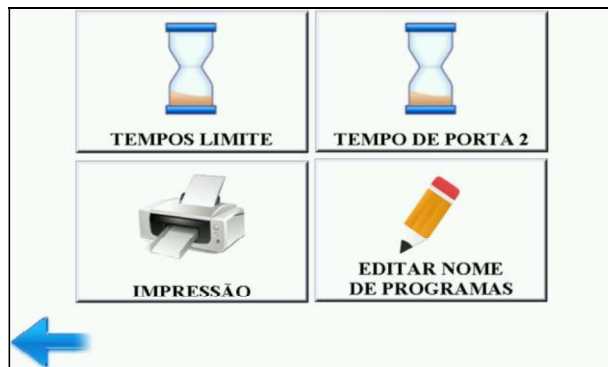 TEMPOS LIMITE
TEMPO DE PORTA 2
IMPRESSÃO
EDITAR NOME
DE PROGRAMAS